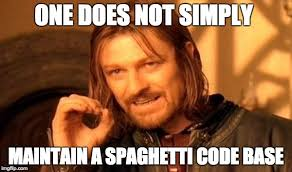 ONE DOES NOT SIMPLY
MAINTAIN A SPAGHETTI CODE BASE
imgflip.com